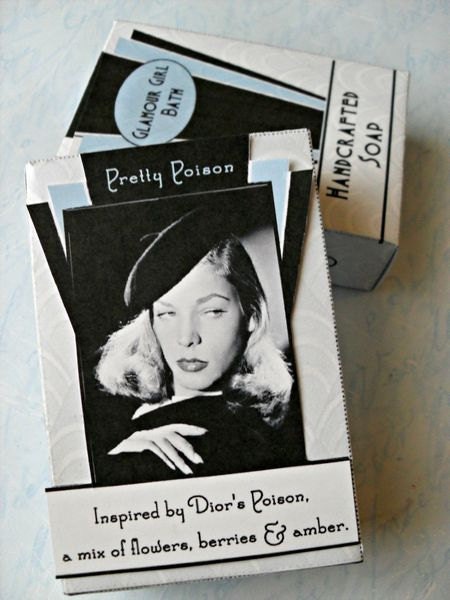 GLAMOUR GIRL
BATH
HANDCRAFTED
SOAP
Pretty Poison
Inspired by Dior's Poison,
a mix of flowers, berries & amber.